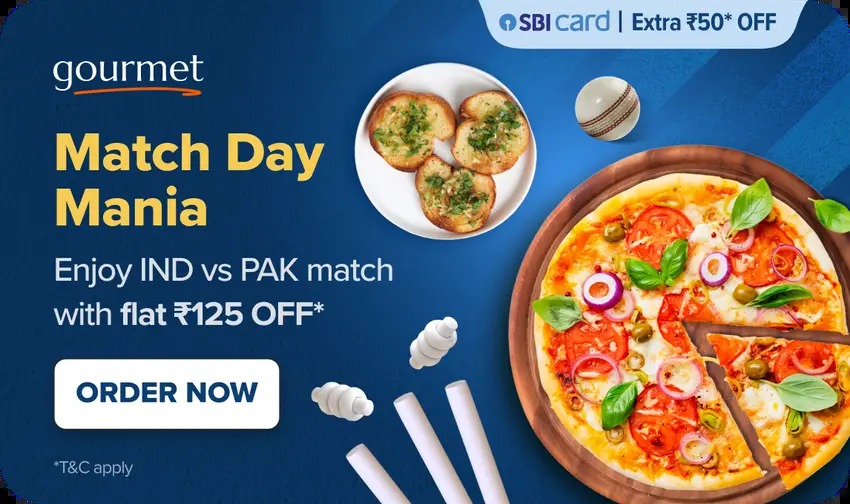 SBI card | Extra ₹50* OFF
gourmet
Match Day
Mania
Enjoy IND vs PAK match
with flat ₹125 OFF*
ORDER NOW
*T&C apply